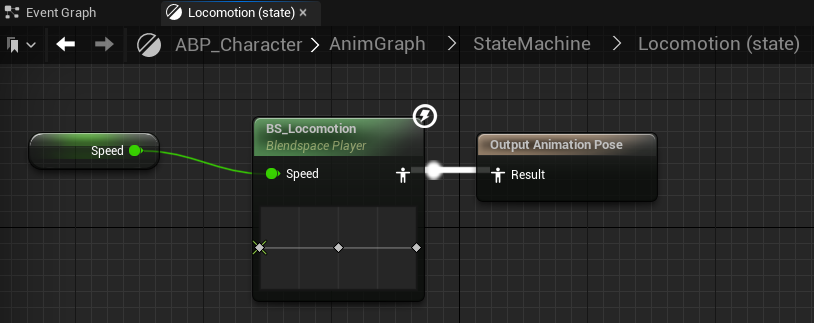 Event Graph
Locomotion (state)
ABP_Character > AnimGraph > StateMachine > Locomotion (state)
BS_Locomotion
Blendspace Player
Speed
Speed
Output Animation Pose
Result